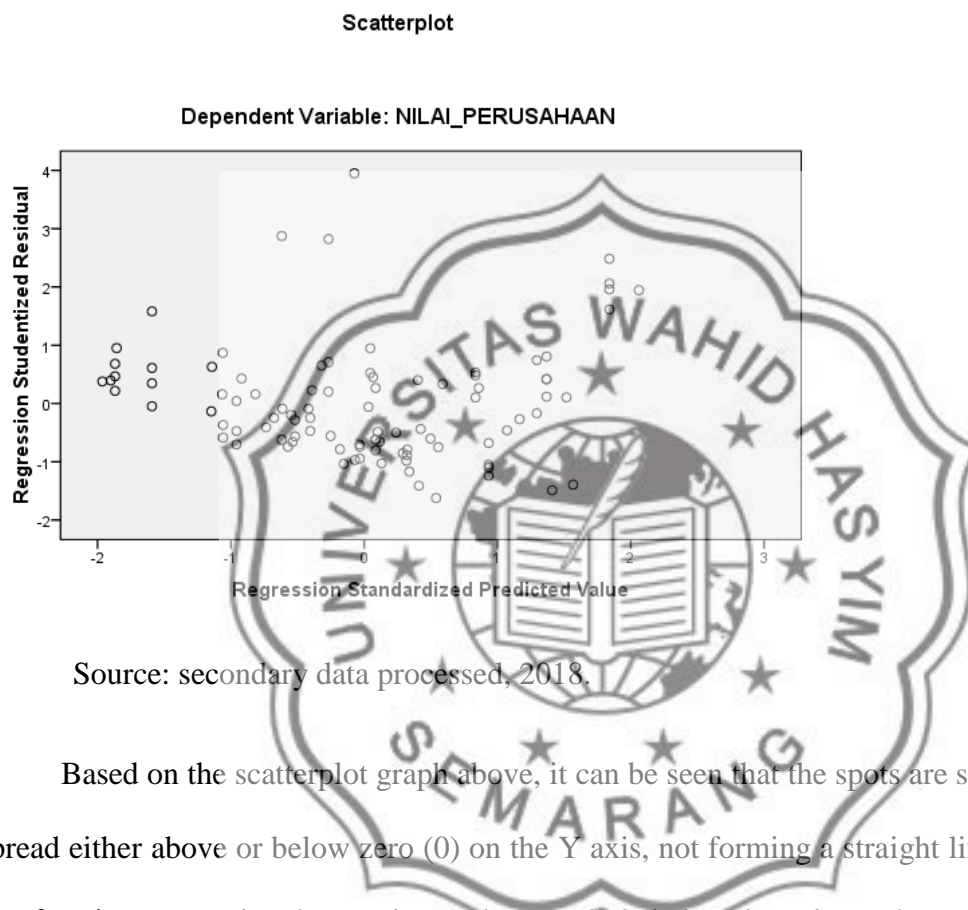 Scatterplot
Dependent Variable: NILAI_PERUSAHAAN
Regression Studentized Residual
4
3
2
1
0
-1
-2
-2
-1
0
1
2
3
Regression Standardized Predicted Value
UNIVERSITAS WAHID HASYIM
SEMARANG
Source: secondary data processed, 2018.
Based on the scatterplot graph above, it can be seen that the spots are s
pread either above or below zero (0) on the Y axis, not forming a straight li